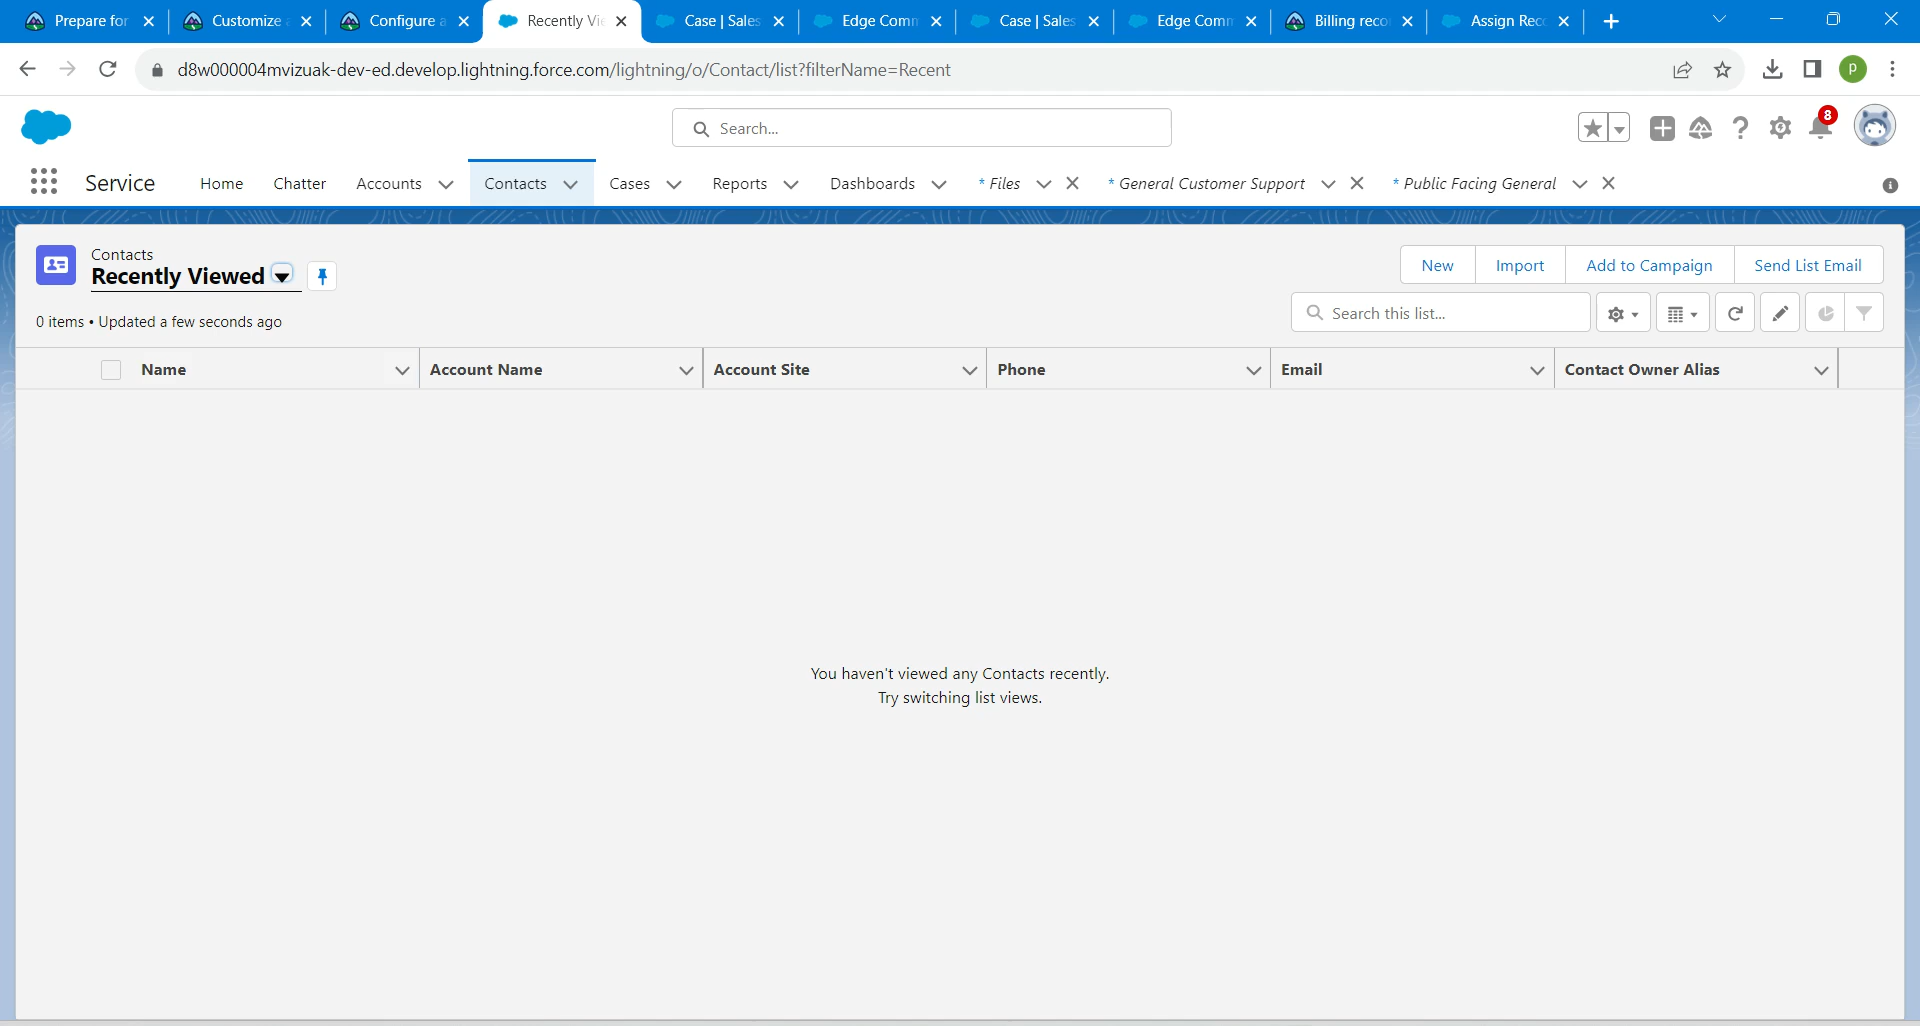 Prepare for
Customize
Configure a
Recently Vie
Case | Sales
Edge Comm
Case | Sales
Edge Comm
Billing reco
Assign Reco
d8w000004mvizuak-dev-ed.develop.lightning.force.com/lightning/o/Contact/list?filterName=Recent
p
Search...
8
Service
Home
Chatter
Accounts
Contacts
Cases
Reports
Dashboards
* Files
* General Customer Support
* Public Facing General
Contacts
Recently Viewed
New
Import
Add to Campaign
Send List Email
0 items • Updated a few seconds ago
Search this list...
Name
Account Name
Account Site
Phone
Email
Contact Owner Alias
You haven't viewed any Contacts recently.
Try switching list views.